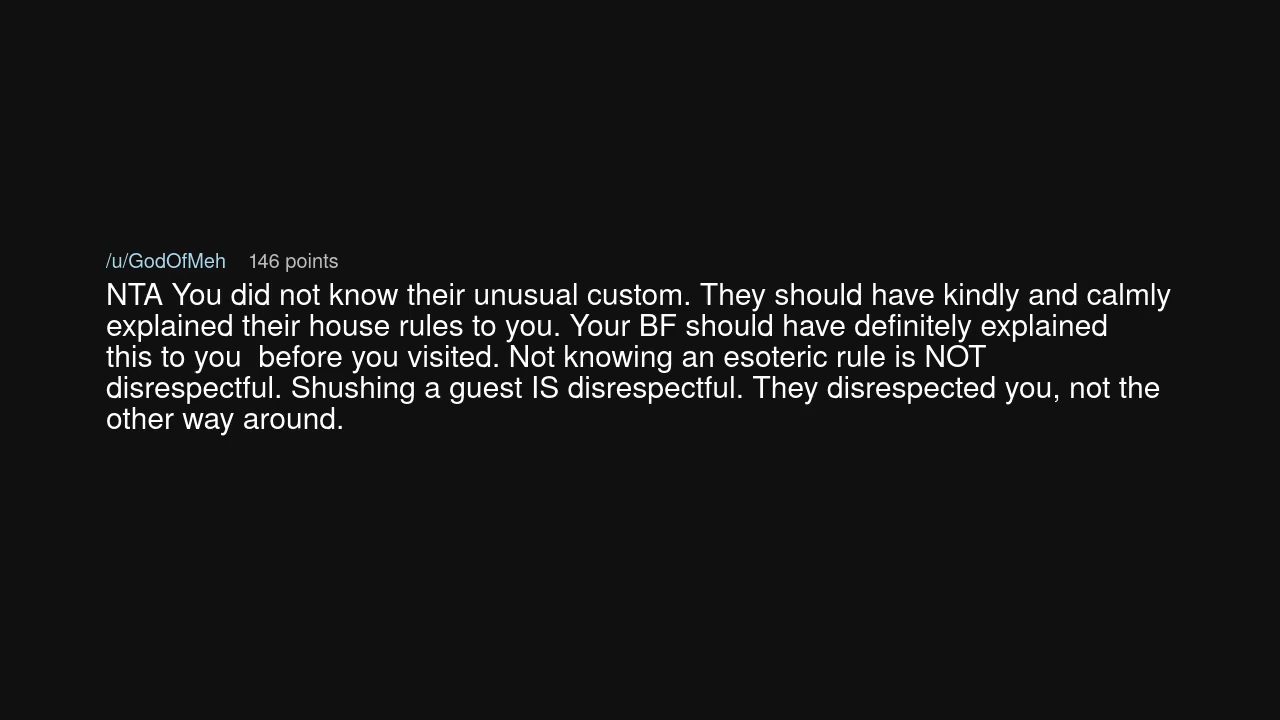 /u/GodOfMeh 146 points
NTA You did not know their unusual custom. They should have kindly and calmly
explained their house rules to you. Your BF should have definitely explained
this to you  before you visited. Not knowing an esoteric rule is NOT
disrespectful. Shushing a guest IS disrespectful. They disrespected you, not the
other way around.